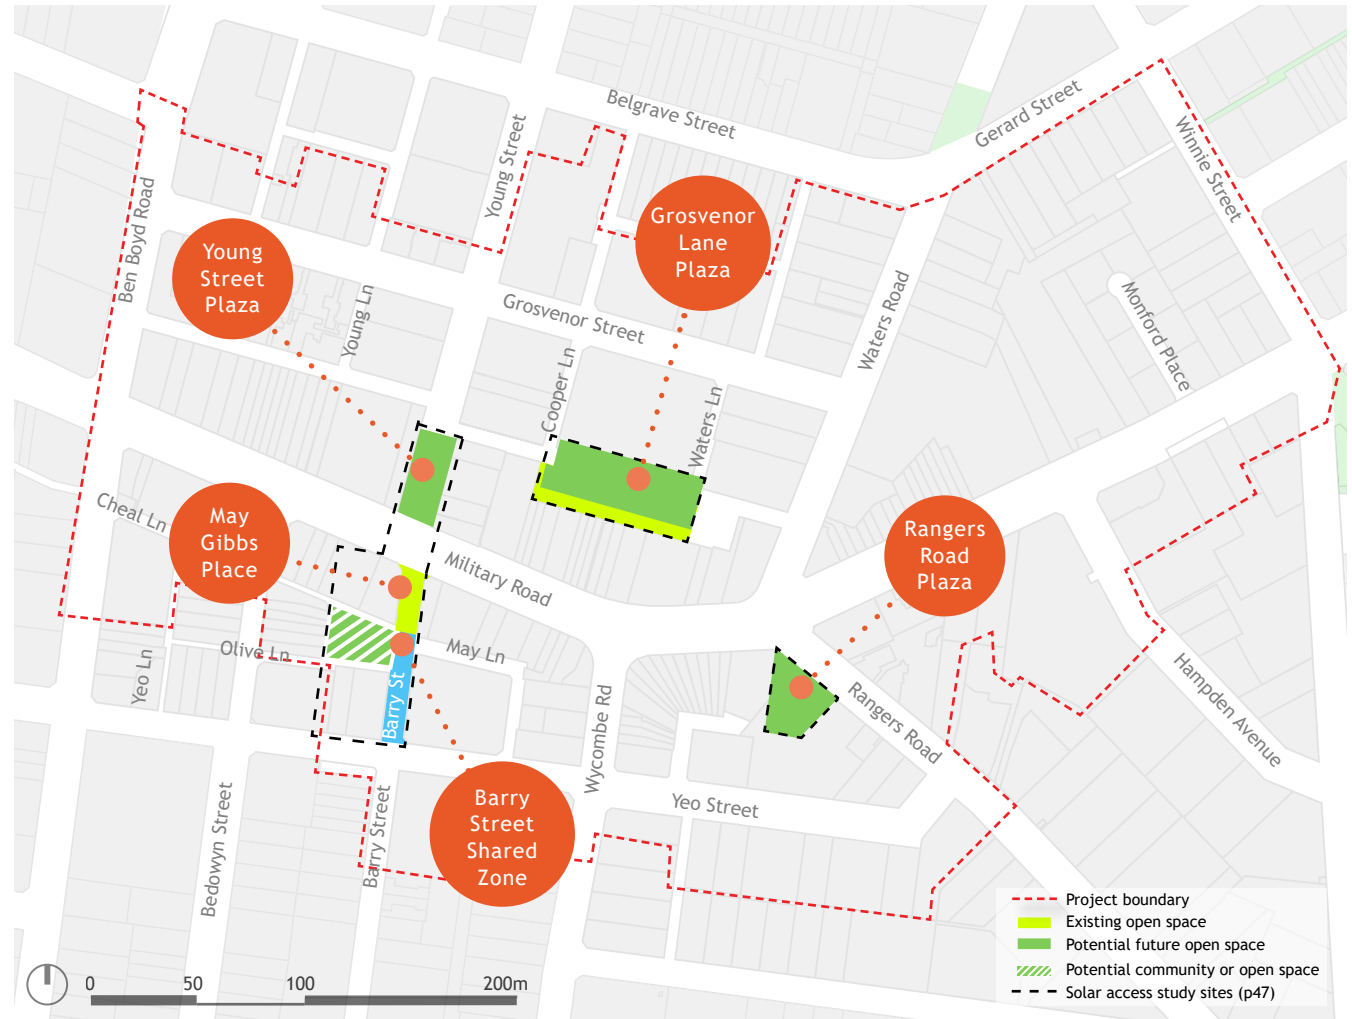 Belgrave Street
Gerard Street
Winnie Street
Young Street
Ben Boyd Road
Grosvenor
Lane
Plaza
Young
Street
Plaza
Young Ln
Grosvenor Street
Waters Road
Monford Place
Cooper Ln
Waters Ln
Cheal Ln
May
Gibbs
Place
Rangers
Road
Plaza
Military Road
Olive Ln
May Ln
Yeo Ln
Barry St
Wycombe Rd
Rangers Road
Hampden Avenue
Barry
Street
Shared
Zone
Yeo Street
Bedowyn Street
Barry Street
Project boundary
Existing open space
Potential future open space
Potential community or open space
Solar access study sites (p47)
0 50 100 200m